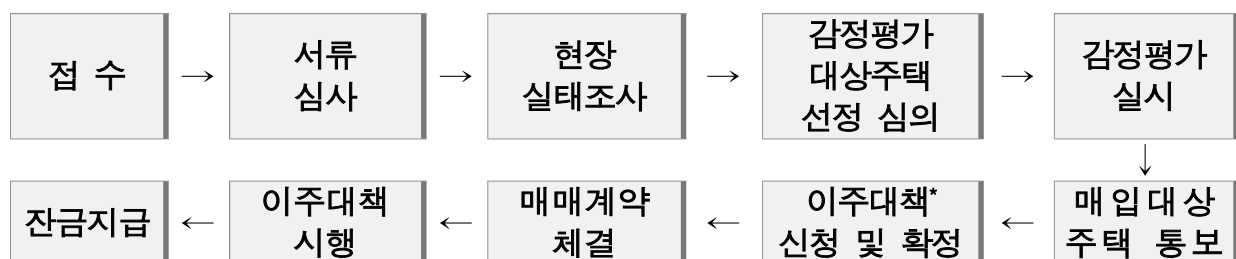 접 수
서류
심사
현장
실태조사
감정평가
대상주택
선정 심의
감정평가
실시
매입대상
주택 통보
이주대책*
신청 및 확정
매매계약
체결
이주대책
시행
잔금지급